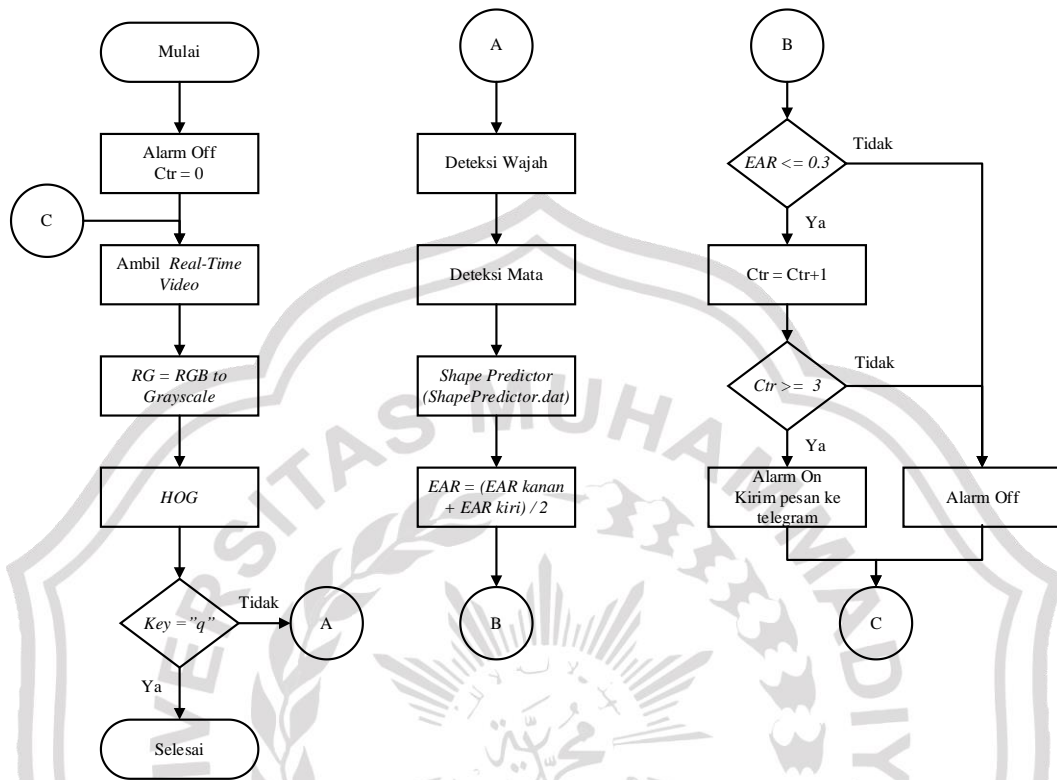 Mulai
Alarm Off
Ctr = 0
C
Ambil Real-Time
Video
RG = RGB to
Grayscale
HOG
Key =”q”
Tidak
A
Ya
Selesai
A
Deteksi Wajah
Deteksi Mata
Shape Predictor
(ShapePredictor.dat)
EAR = (EAR kanan
+ EAR kiri) / 2
B
B
EAR <= 0.3
Tidak
Ya
Ctr = Ctr+1
Ctr >= 3
Tidak
Ya
Alarm On
Kirim pesan ke
telegram
Alarm Off
C
ERSITAS MUHAMMADIY